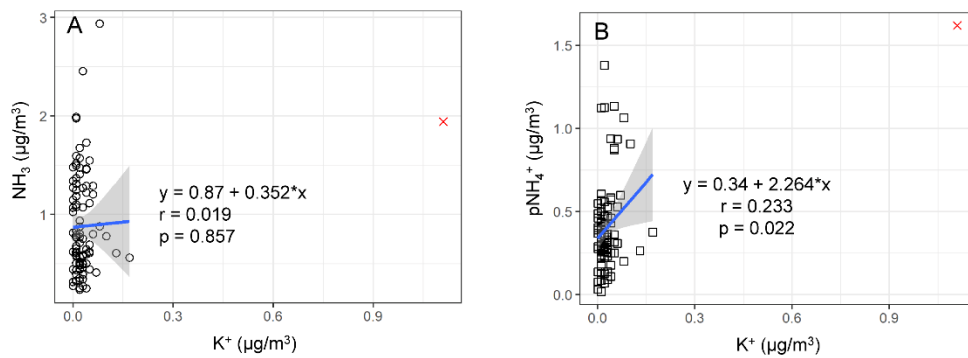 A
NH₃ (µg/m³)
3
2
1
y = 0.87 + 0.352*x
r = 0.019
p = 0.857
0.0 0.3 0.6 0.9
K⁺ (µg/m³)
B
pNH₄⁺ (µg/m³)
1.5
1.0
0.5
0.0
y = 0.34 + 2.264*x
r = 0.233
p = 0.022
0.0 0.3 0.6 0.9
K⁺ (µg/m³)